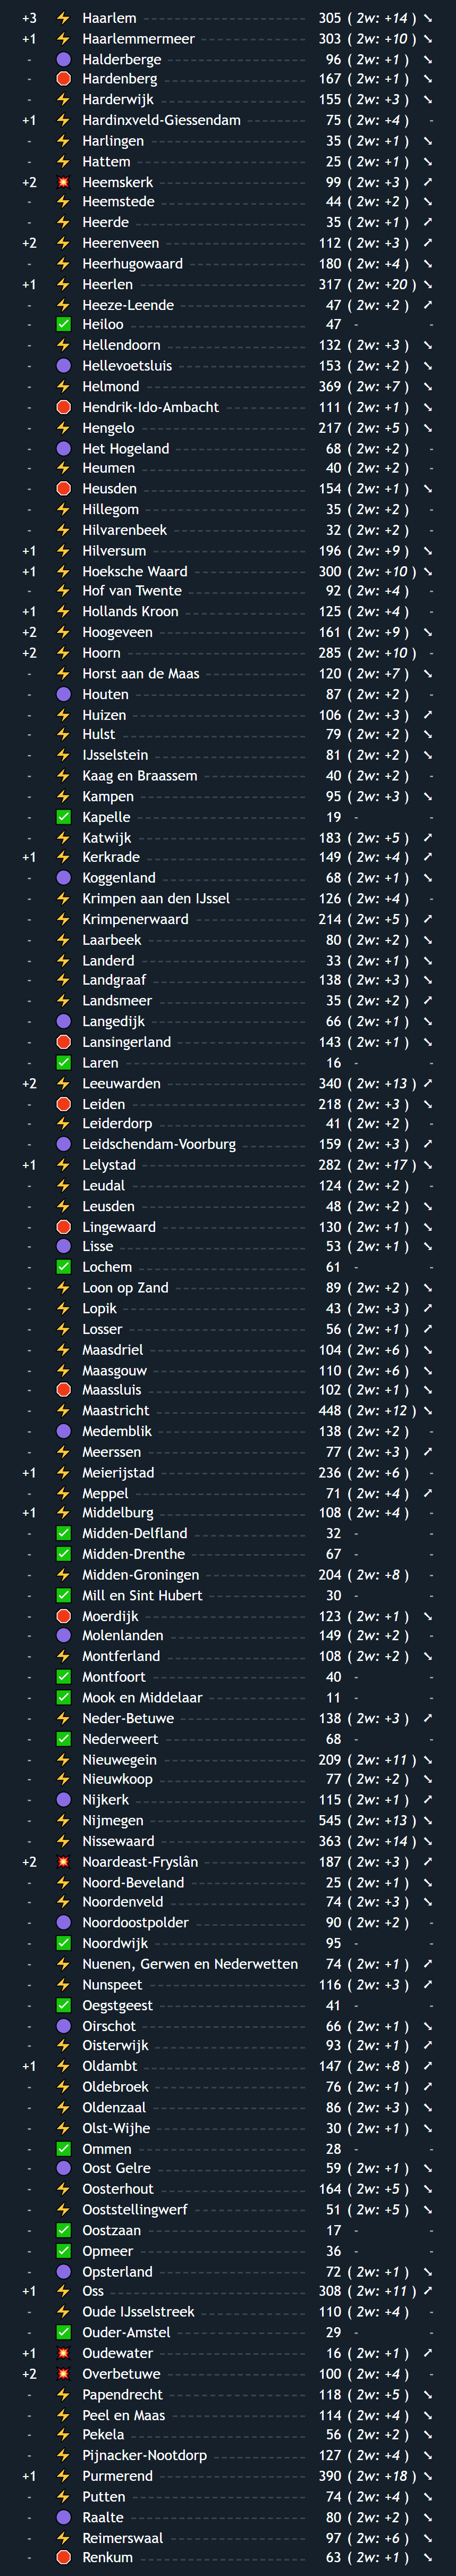 +3 ⚡ Haarlem 305 ( 2w: +14 ) ↘
+1 ⚡ Haarlemmermeer 303 ( 2w: +10 ) ↘
- 🟣 Halderberge 96 ( 2w: +1 ) ↘
- 🛑 Hardenberg 167 ( 2w: +1 ) ↘
- ⚡ Harderwijk 155 ( 2w: +3 ) ↘
+1 ⚡ Hardinxveld-Giessendam 75 ( 2w: +4 ) -
- ⚡ Harlingen 35 ( 2w: +1 ) ↘
- ⚡ Hattem 25 ( 2w: +1 ) ↘
+2 💥 Heemskerk 99 ( 2w: +3 ) ↗
- ⚡ Heemstede 44 ( 2w: +2 ) ↘
- ⚡ Heerde 35 ( 2w: +1 ) ↗
+2 ⚡ Heerenveen 112 ( 2w: +3 ) ↗
- ⚡ Heerhugowaard 180 ( 2w: +4 ) ↘
+1 ⚡ Heerlen 317 ( 2w: +20 ) ↘
- ⚡ Heeze-Leende 47 ( 2w: +2 ) ↗
- ✅ Heiloo 47 - -
- ⚡ Hellendoorn 132 ( 2w: +3 ) ↘
- 🟣 Hellevoetsluis 153 ( 2w: +2 ) ↘
- ⚡ Helmond 369 ( 2w: +7 ) ↘
- 🛑 Hendrik-Ido-Ambacht 111 ( 2w: +1 ) ↘
- ⚡ Hengelo 217 ( 2w: +5 ) ↘
- 🟣 Het Hogeland 68 ( 2w: +2 ) -
- ⚡ Heumen 40 ( 2w: +2 ) -
- 🛑 Heusden 154 ( 2w: +1 ) ↘
- ⚡ Hillegom 35 ( 2w: +2 ) -
- ⚡ Hilvarenbeek 32 ( 2w: +2 ) -
+1 ⚡ Hilversum 196 ( 2w: +9 ) ↘
+1 ⚡ Hoeksche Waard 300 ( 2w: +10 ) ↘
- ⚡ Hof van Twente 92 ( 2w: +4 ) -
+1 ⚡ Hollands Kroon 125 ( 2w: +4 ) -
+2 ⚡ Hoogeveen 161 ( 2w: +9 ) ↘
+2 ⚡ Hoorn 285 ( 2w: +10 ) -
- ⚡ Horst aan de Maas 120 ( 2w: +7 ) ↘
- 🟣 Houten 87 ( 2w: +2 ) -
- ⚡ Huizen 106 ( 2w: +3 ) ↗
- ⚡ Hulst 79 ( 2w: +2 ) ↘
- ⚡ IJsselstein 81 ( 2w: +2 ) ↘
- ⚡ Kaag en Braassem 40 ( 2w: +2 ) -
- ⚡ Kampen 95 ( 2w: +3 ) ↘
- ✅ Kapelle 19 - -
- ⚡ Katwijk 183 ( 2w: +5 ) ↗
+1 ⚡ Kerkrade 149 ( 2w: +4 ) ↗
- 🟣 Koggenland 68 ( 2w: +1 ) ↘
- ⚡ Krimpen aan den IJssel 126 ( 2w: +4 ) -
- ⚡ Krimpenerwaard 214 ( 2w: +5 ) ↗
- ⚡ Laarbeek 80 ( 2w: +2 ) ↘
- ⚡ Landerd 33 ( 2w: +1 ) ↘
- ⚡ Landgraaf 138 ( 2w: +3 ) ↘
- ⚡ Landsmeer 35 ( 2w: +2 ) ↗
- 🟣 Langedijk 66 ( 2w: +1 ) ↘
- 🛑 Lansingerland 143 ( 2w: +1 ) ↘
- ✅ Laren 16 - -
+2 ⚡ Leeuwarden 340 ( 2w: +13 ) ↗
- 🛑 Leiden 218 ( 2w: +3 ) ↘
- ⚡ Leiderdorp 41 ( 2w: +2 ) -
- 🟣 Leidschendam-Voorburg 159 ( 2w: +3 ) ↗
+1 ⚡ Lelystad 282 ( 2w: +17 ) ↘
- ⚡ Leudal 124 ( 2w: +2 ) -
- ⚡ Leusden 48 ( 2w: +2 ) ↘
- 🛑 Lingewaard 130 ( 2w: +1 ) ↘
- 🟣 Lisse 53 ( 2w: +1 ) ↘
- ✅ Lochem 61 - -
- ⚡ Loon op Zand 89 ( 2w: +2 ) ↘
- ⚡ Lopik 43 ( 2w: +3 ) ↗
- ⚡ Losser 56 ( 2w: +1 ) ↗
- ⚡ Maasdriel 104 ( 2w: +6 ) ↘
- ⚡ Maasgouw 110 ( 2w: +6 ) ↘
- 🛑 Maassluis 102 ( 2w: +1 ) ↘
- ⚡ Maastricht 448 ( 2w: +12 ) ↘
- 🟣 Medemblik 138 ( 2w: +2 ) -
- ⚡ Meerssen 77 ( 2w: +3 ) ↗
+1 ⚡ Meierijstad 236 ( 2w: +6 ) -
- ⚡ Meppel 71 ( 2w: +4 ) ↗
+1 ⚡ Middelburg 108 ( 2w: +4 ) -
- ✅ Midden-Delfland 32 - -
- ✅ Midden-Drenthe 67 - -
- ⚡ Midden-Groningen 204 ( 2w: +8 ) -
- ✅ Mill en Sint Hubert 30 - -
- 🛑 Moerdijk 123 ( 2w: +1 ) ↘
- 🟣 Molenlanden 149 ( 2w: +2 ) -
- ⚡ Montferland 108 ( 2w: +2 ) ↘
- ✅ Montfoort 40 - -
- ✅ Mook en Middelaar 11 - -
- ⚡ Neder-Betuwe 138 ( 2w: +3 ) ↗
- ✅ Nederweert 68 - -
- ⚡ Nieuwegein 209 ( 2w: +11 ) ↘
- ⚡ Nieuwkoop 77 ( 2w: +2 ) ↘
- 🟣 Nijkerk 115 ( 2w: +1 ) ↗
- ⚡ Nijmegen 545 ( 2w: +13 ) ↘
- ⚡ Nissewaard 363 ( 2w: +14 ) ↘
+2 💥 Noardeast-Fryslân 187 ( 2w: +3 ) ↗
- ⚡ Noord-Beveland 25 ( 2w: +1 ) ↘
- ⚡ Noordenveld 74 ( 2w: +3 ) ↘
- 🟣 Noordoostpolder 90 ( 2w: +2 ) -
- ✅ Noordwijk 95 - -
- ⚡ Nuenen, Gerwen en Nederwetten 74 ( 2w: +1 ) ↗
- ⚡ Nunspeet 116 ( 2w: +3 ) ↗
- ✅ Oegstgeest 41 - -
- 🟣 Oirschot 66 ( 2w: +1 ) ↘
- ⚡ Oisterwijk 93 ( 2w: +1 ) ↗
+1 ⚡ Oldambt 147 ( 2w: +8 ) ↗
- ⚡ Oldebroek 76 ( 2w: +1 ) ↗
- ⚡ Oldenzaal 86 ( 2w: +3 ) ↘
- ⚡ Olst-Wijhe 30 ( 2w: +1 ) ↘
- ✅ Ommen 28 - -
- 🟣 Oost Gelre 59 ( 2w: +1 ) ↘
- ⚡ Oosterhout 164 ( 2w: +5 ) ↘
- ⚡ Ooststellingwerf 51 ( 2w: +5 ) ↘
- ✅ Oostzaan 17 - -
- ✅ Opmeer 36 - -
- 🟣 Opsterland 72 ( 2w: +1 ) ↘
+1 ⚡ Oss 308 ( 2w: +11 ) ↗
- ⚡ Oude IJsselstreek 110 ( 2w: +4 ) -
- ✅ Ouder-Amstel 29 - -
+1 💥 Oudewater 16 ( 2w: +1 ) ↗
+2 💥 Overbetuwe 100 ( 2w: +4 ) -
- ⚡ Papendrecht 118 ( 2w: +5 ) ↘
- ⚡ Peel en Maas 114 ( 2w: +4 ) ↘
- ⚡ Pekela 56 ( 2w: +2 ) ↘
- ⚡ Pijnacker-Nootdorp 127 ( 2w: +4 ) ↘
+1 ⚡ Purmerend 390 ( 2w: +18 ) ↘
- ⚡ Putten 74 ( 2w: +4 ) ↘
- 🟣 Raalte 80 ( 2w: +2 ) ↘
- ⚡ Reimerswaal 97 ( 2w: +6 ) ↘
- 🛑 Renkum 63 ( 2w: +1 ) ↘